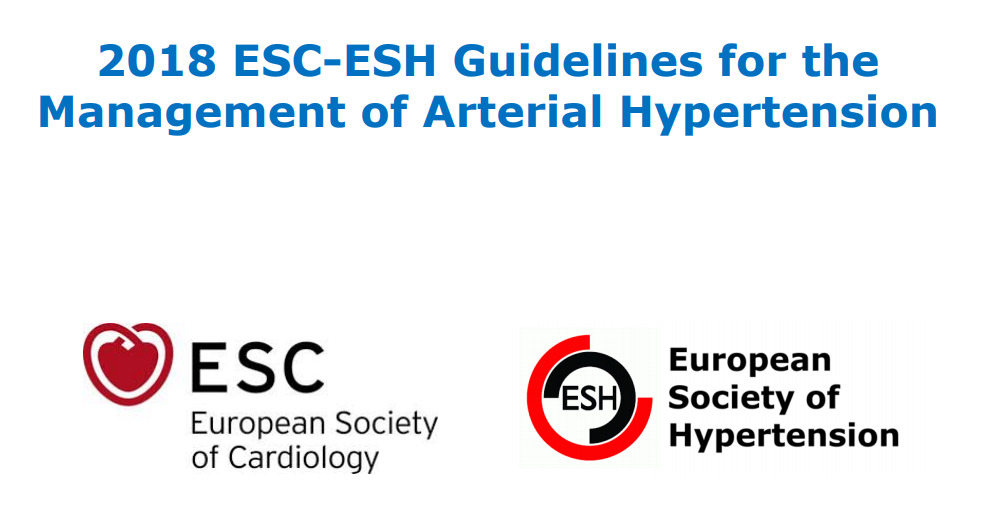 2018 ESC-ESH Guidelines for the
Management of Arterial Hypertension
ESC
European Society
of Cardiology
ESH
European
Society of
Hypertension